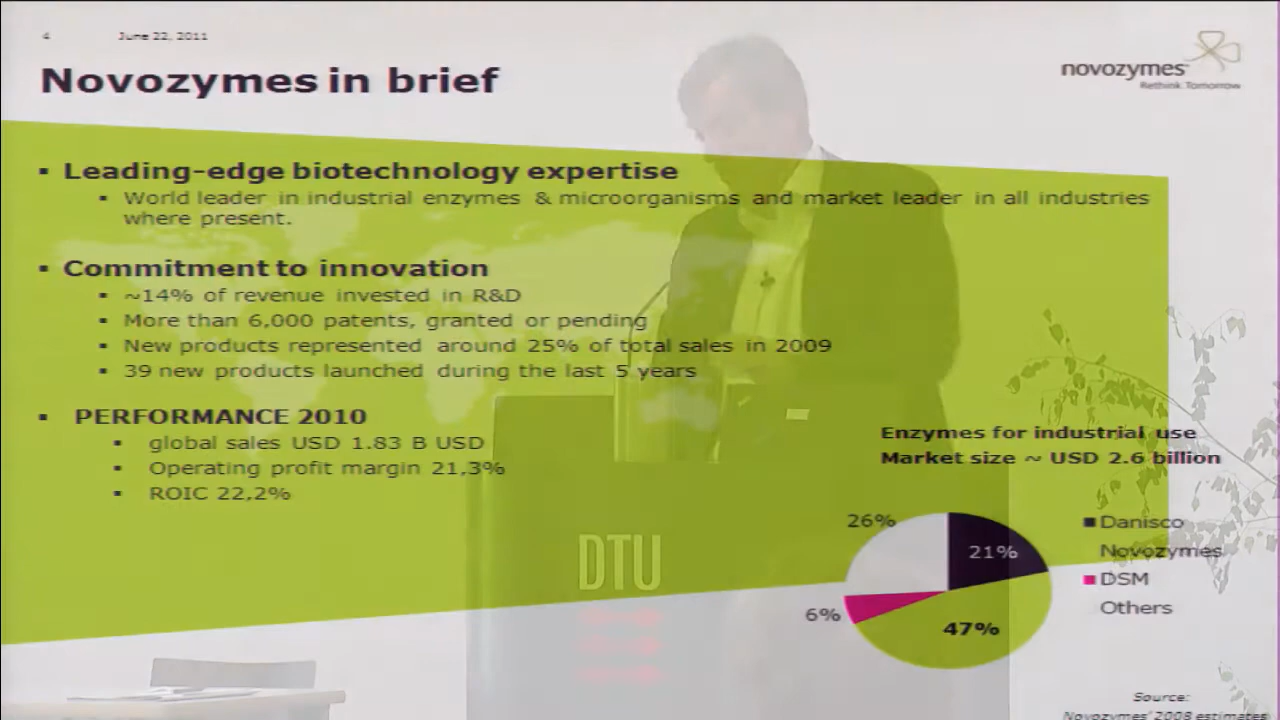 4 June 22, 2011
Novozymes in brief
novozymes
Rethink Tomorrow
Leading-edge biotechnology expertise
World leader in industrial enzymes & microorganisms and market leader in all industries
where present.
Commitment to innovation
~14% of revenue invested in R&D
More than 6,000 patents, granted or pending
New products represented around 25% of total sales in 2009
39 new products launched during the last 5 years
PERFORMANCE 2010
global sales USD 1.83 B USD
Operating profit margin 21,3%
ROIC 22,2%
Enzymes for industrial use
Market size ~ USD 2.6 billion
26%
21%
6%
47%
Danisco
Novozymes
DSM
Others
DTU
Source:
Novozymes' 2008 estimates